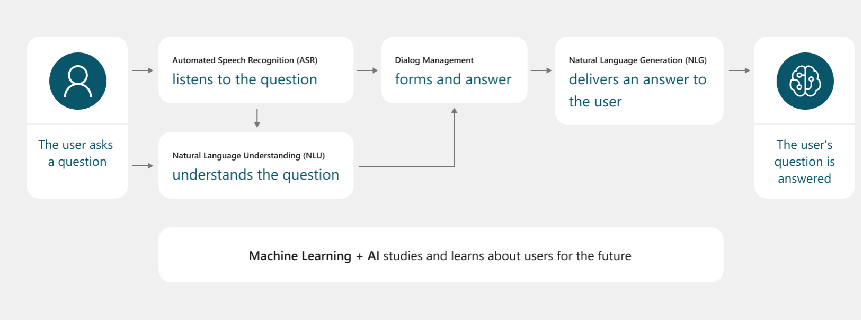 The user asks
a question
Automated Speech Recognition (ASR)
listens to the question
Natural Language Understanding (NLU)
understands the question
Dialog Management
forms and answer
Natural Language Generation (NLG)
delivers an answer to
the user
The user's
question is
answered
Machine Learning + AI studies and learns about users for the future